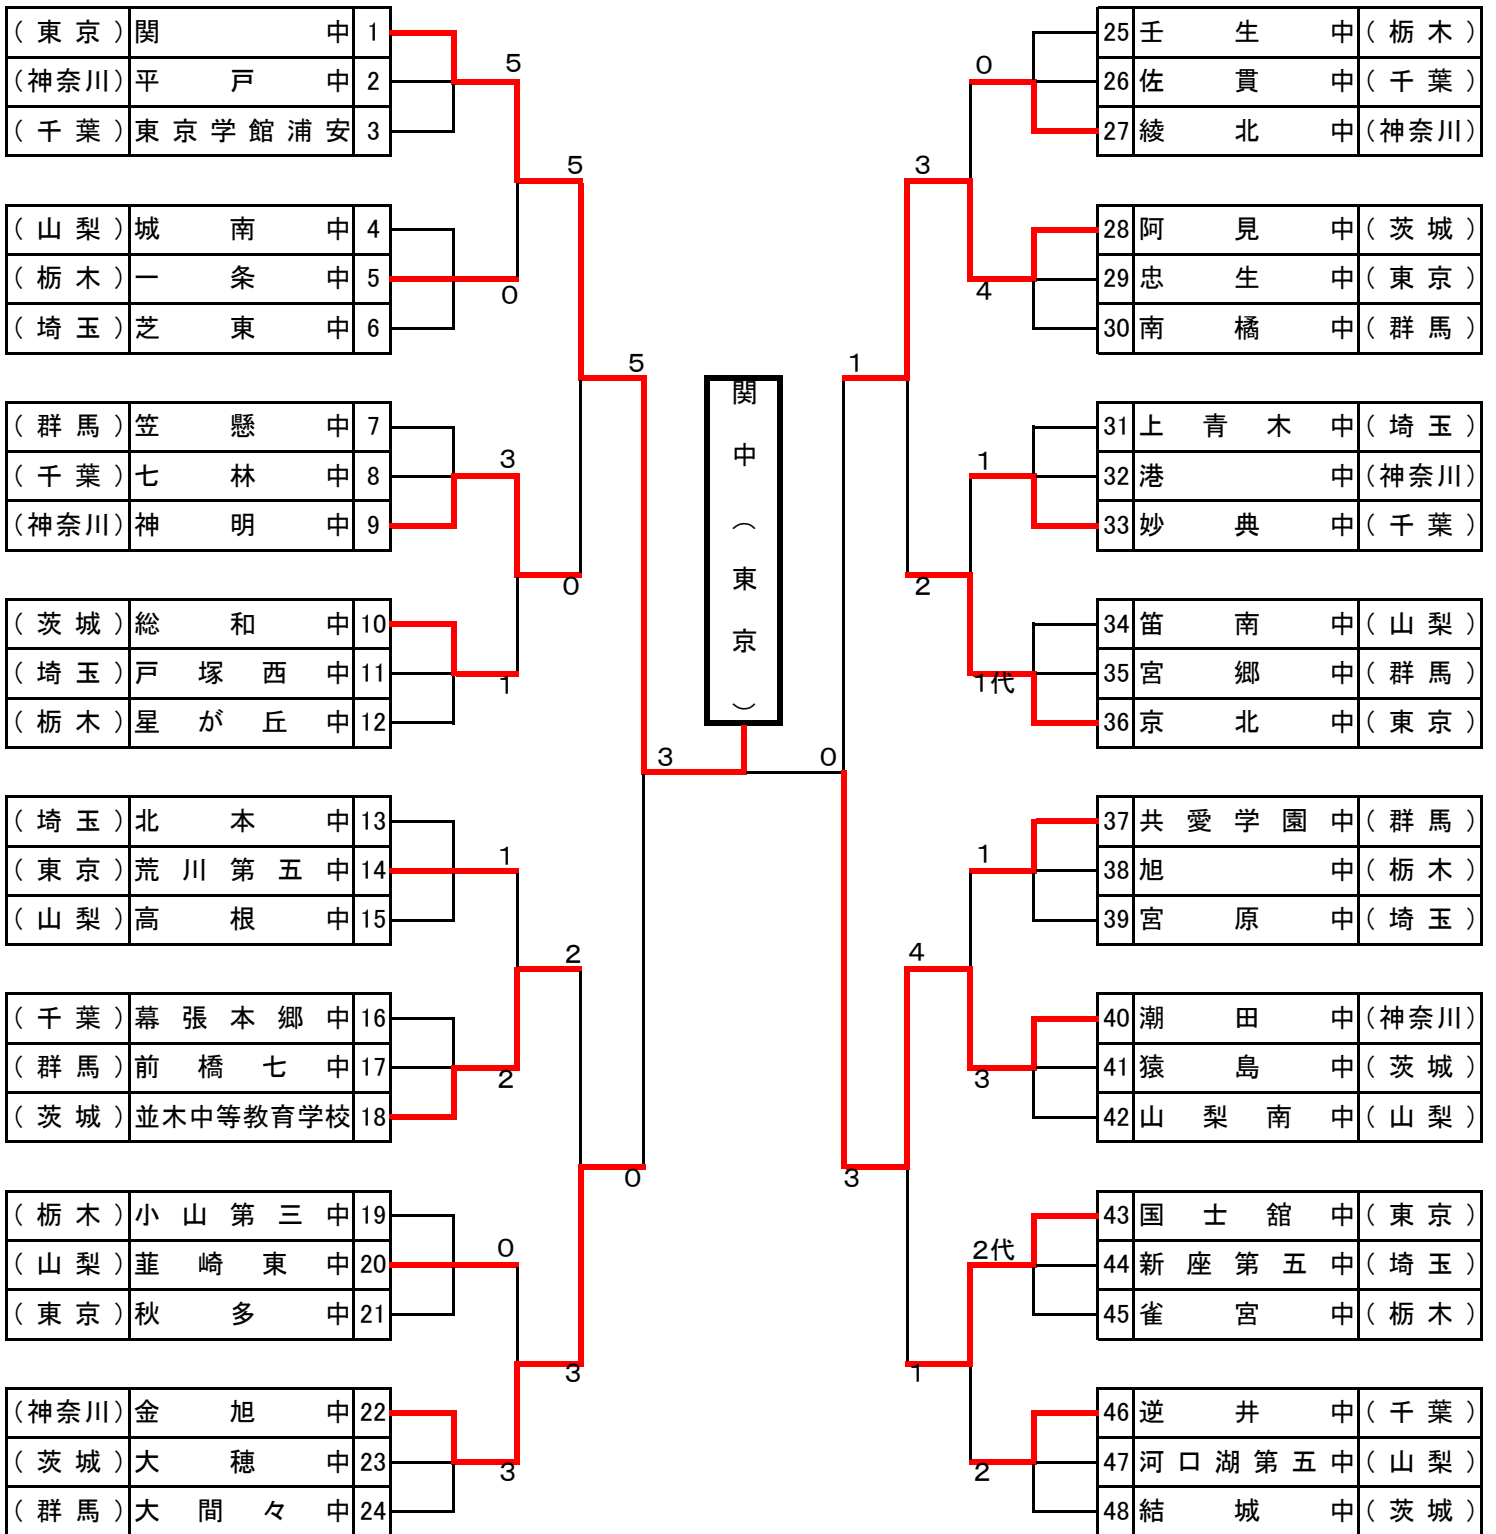 (東京) 関中 1
(神奈川) 平戸中 2
(千葉) 東京学館浦安 3
(山梨) 城南中 4
(栃木) 一条中 5
(埼玉) 芝東中 6
(群馬) 笠懸中 7
(千葉) 七林中 8
(神奈川) 神明中 9
(茨城) 総和中 10
(埼玉) 戸塚西中 11
(栃木) 星が丘中 12
(埼玉) 北本中 13
(東京) 荒川第五中 14
(山梨) 高根中 15
(千葉) 幕張本郷中 16
(群馬) 前橋七中 17
(茨城) 並木中等教育学校 18
(栃木) 小山第三中 19
(山梨) 韮崎東中 20
(東京) 秋多中 21
(神奈川) 金旭中 22
(茨城) 大穂中 23
(群馬) 大間々中 24
5
0
3
1
1
2
0
3
5
0
2
3
5
0
3
関中（東京）
0
1
3
3
2
4
1
0
4
1
1代
1
3
2代
2
25 壬生中 (栃木)
26 佐貫中 (千葉)
27 綾北中 (神奈川)
28 阿見中 (茨城)
29 忠生中 (東京)
30 南橘中 (群馬)
31 上青木中 (埼玉)
32 港中 (神奈川)
33 妙典中 (千葉)
34 笛南中 (山梨)
35 宮郷中 (群馬)
36 京北中 (東京)
37 共愛学園中 (群馬)
38 旭中 (栃木)
39 宮原中 (埼玉)
40 潮田中 (神奈川)
41 猿島中 (茨城)
42 山梨南中 (山梨)
43 国士舘中 (東京)
44 新座第五中 (埼玉)
45 雀宮中 (栃木)
46 逆井中 (千葉)
47 河口湖第五中 (山梨)
48 結城中 (茨城)